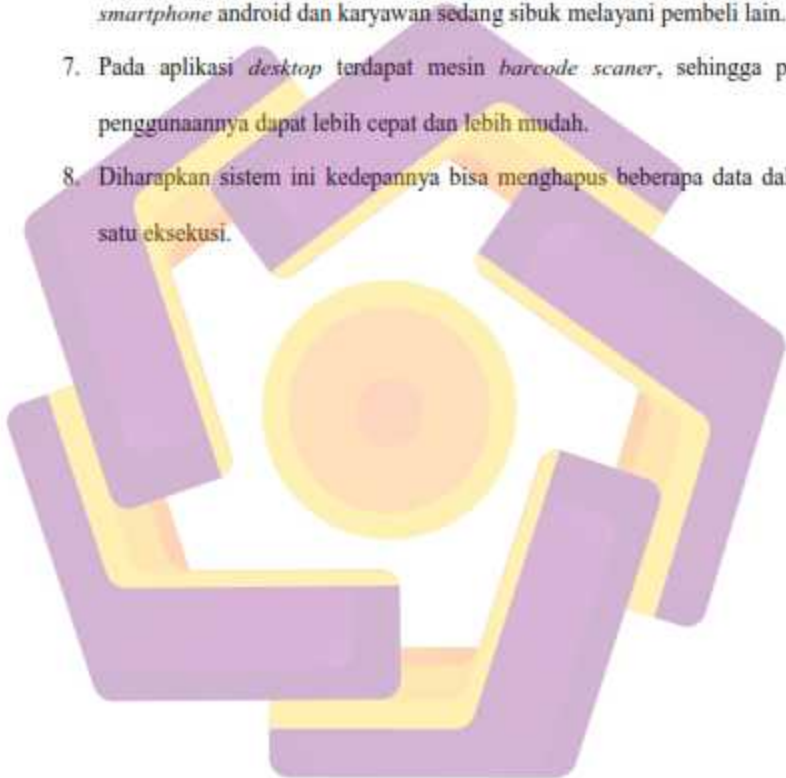 smartphone android dan karyawan sedang sibuk melayani pembeli lain.
7. Pada aplikasi desktop terdapat mesin barcode scaner, sehingga p
penggunaannya dapat lebih cepat dan lebih mudah.
8. Diharapkan sistem ini kedepannya bisa menghapus beberapa data dal
satu eksekusi.